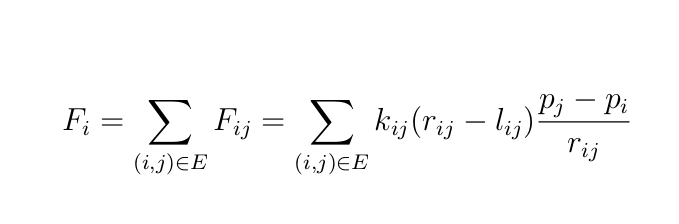 F_i = \sum_{(i,j) \in E} F_{ij} = \sum_{(i,j) \in E} k_{ij}(r_{ij} - l_{ij}) \frac{p_j - p_i}{r_{ij}}